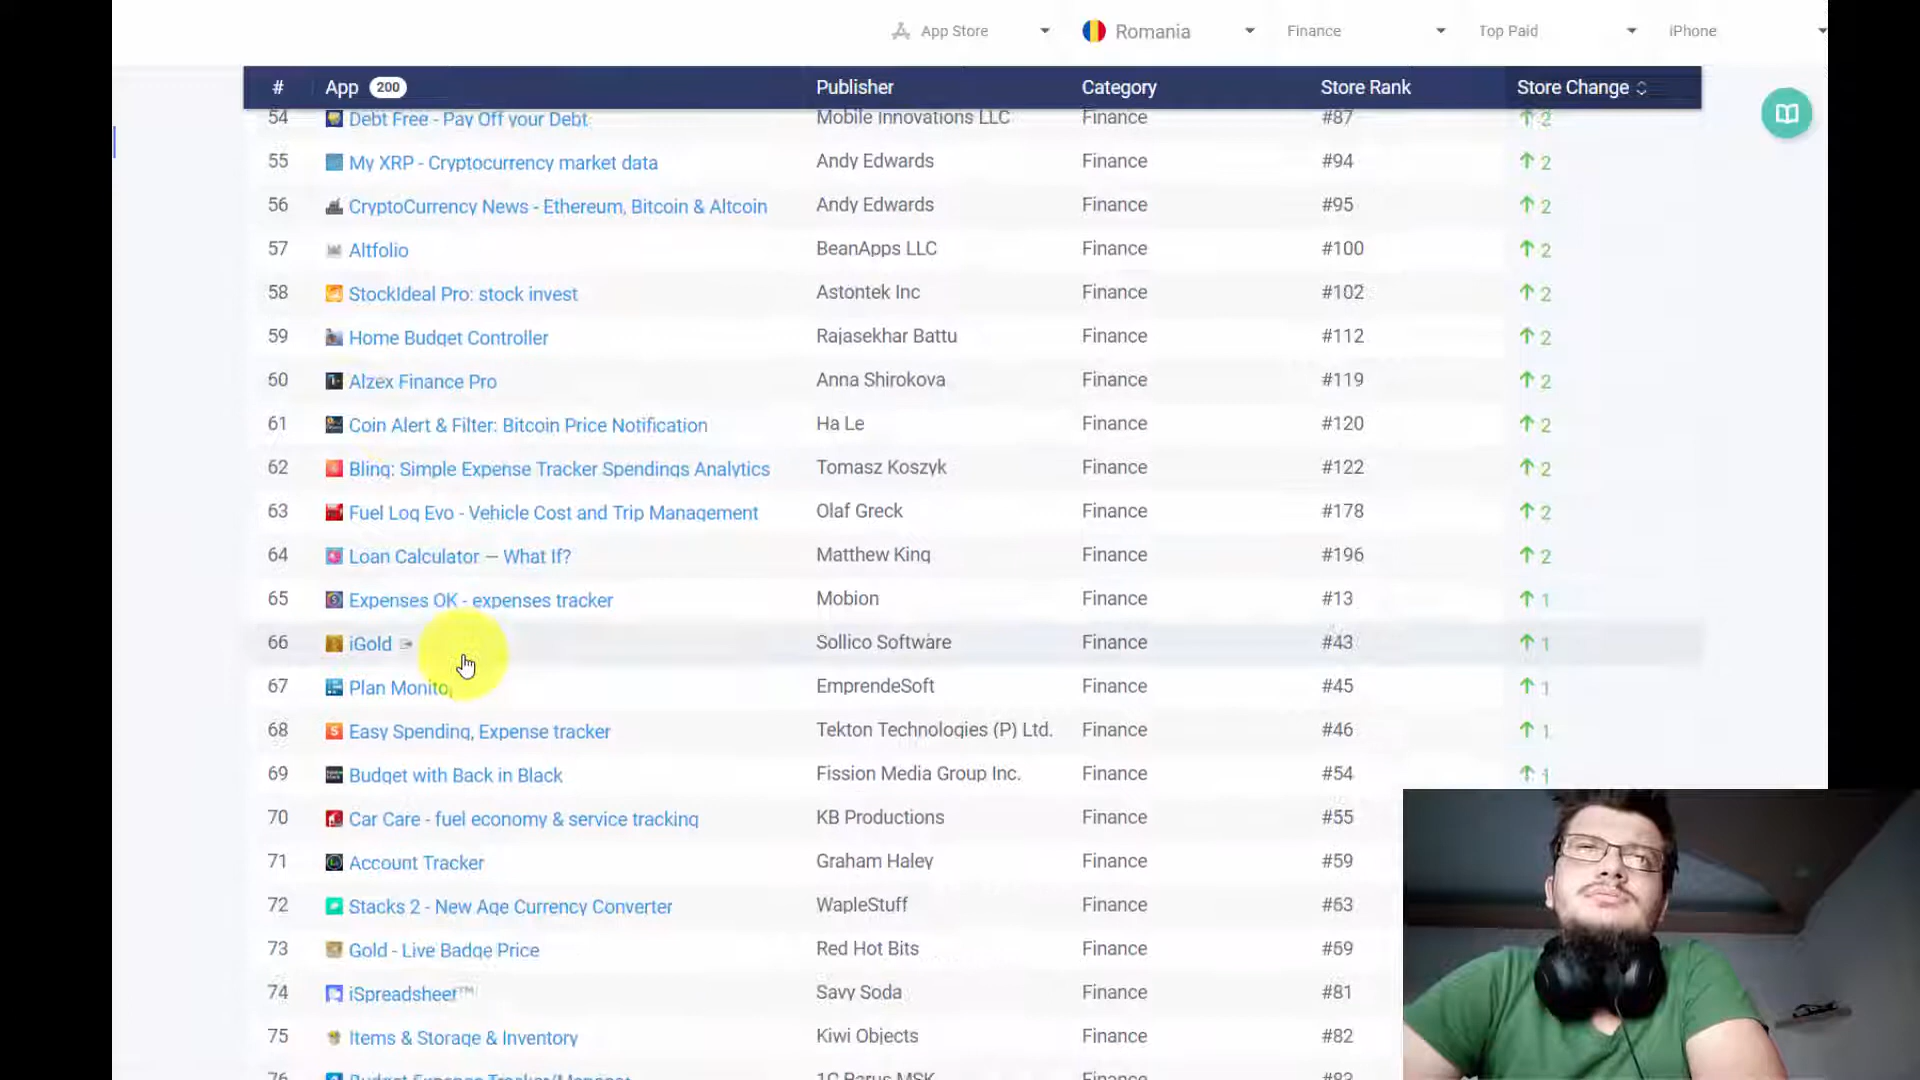 App Store Romania Finance Top Paid iPhone
# App 200 Publisher Category Store Rank Store Change
54 Debt Free - Pay Off your Debt Mobile Innovations LLC Finance #87 2
55 My XRP - Cryptocurrency market data Andy Edwards Finance #94 2
56 CryptoCurrency News - Ethereum, Bitcoin & Altcoin Andy Edwards Finance #95 2
57 Altfolio BeanApps LLC Finance #100 2
58 StockIdeal Pro: stock invest Astontek Inc Finance #102 2
59 Home Budget Controller Rajasekhar Battu Finance #112 2
60 Alzex Finance Pro Anna Shirokova Finance #119 2
61 Coin Alert & Filter: Bitcoin Price Notification Ha Le Finance #120 2
62 Blinq: Simple Expense Tracker Spendings Analytics Tomasz Koszyk Finance #122 2
63 Fuel Log Evo - Vehicle Cost and Trip Management Olaf Greck Finance #178 2
64 Loan Calculator — What If? Matthew King Finance #196 2
65 Expenses OK - expenses tracker Mobion Finance #13 1
66 iGold Sollico Software Finance #43 1
67 Plan Monitor EmprendeSoft Finance #45 1
68 Easy Spending, Expense tracker Tekton Technologies (P) Ltd. Finance #46 1
69 Budget with Back in Black Fission Media Group Inc. Finance #54 1
70 Car Care - fuel economy & service tracking KB Productions Finance #55
71 Account Tracker Graham Haley Finance #59
72 Stacks 2 - New Age Currency Converter WapleStuff Finance #63
73 Gold - Live Badge Price Red Hot Bits Finance #69
74 iSpreadsheet™ Savy Soda Finance #81
75 Items & Storage & Inventory Kiwi Objects Finance #82
76 Budget Expense Tracker/Manager 1C Rarus MSK Finance #83